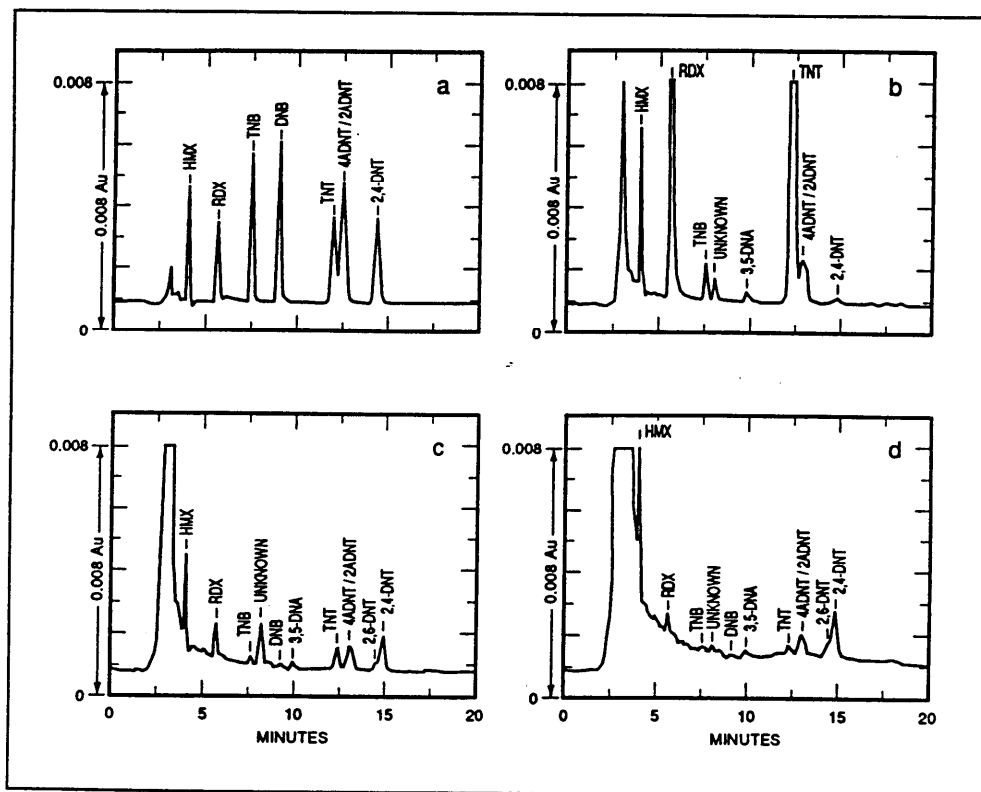 a
0.008
0.008 Au
0
HMX
RDX
TNB
DNB
TNT
4ADNT / 2ADNT
2,4-DNT
b
0.008
0.008 Au
0
HMX
RDX
TNB
UNKNOWN
3,5-DNA
TNT
4ADNT / 2ADNT
2,4-DNT
c
0.008
0.008 Au
0
HMX
RDX
TNB
UNKNOWN
DNB
3,5-DNA
TNT
4ADNT / 2ADNT
2,6-DNT
2,4-DNT
0 5 10 15 20
MINUTES
d
0.008
0.008 Au
0
HMX
RDX
TNB
UNKNOWN
DNB
3,5-DNA
TNT
4ADNT / 2ADNT
2,6-DNT
2,4-DNT
0 5 10 15 20
MINUTES